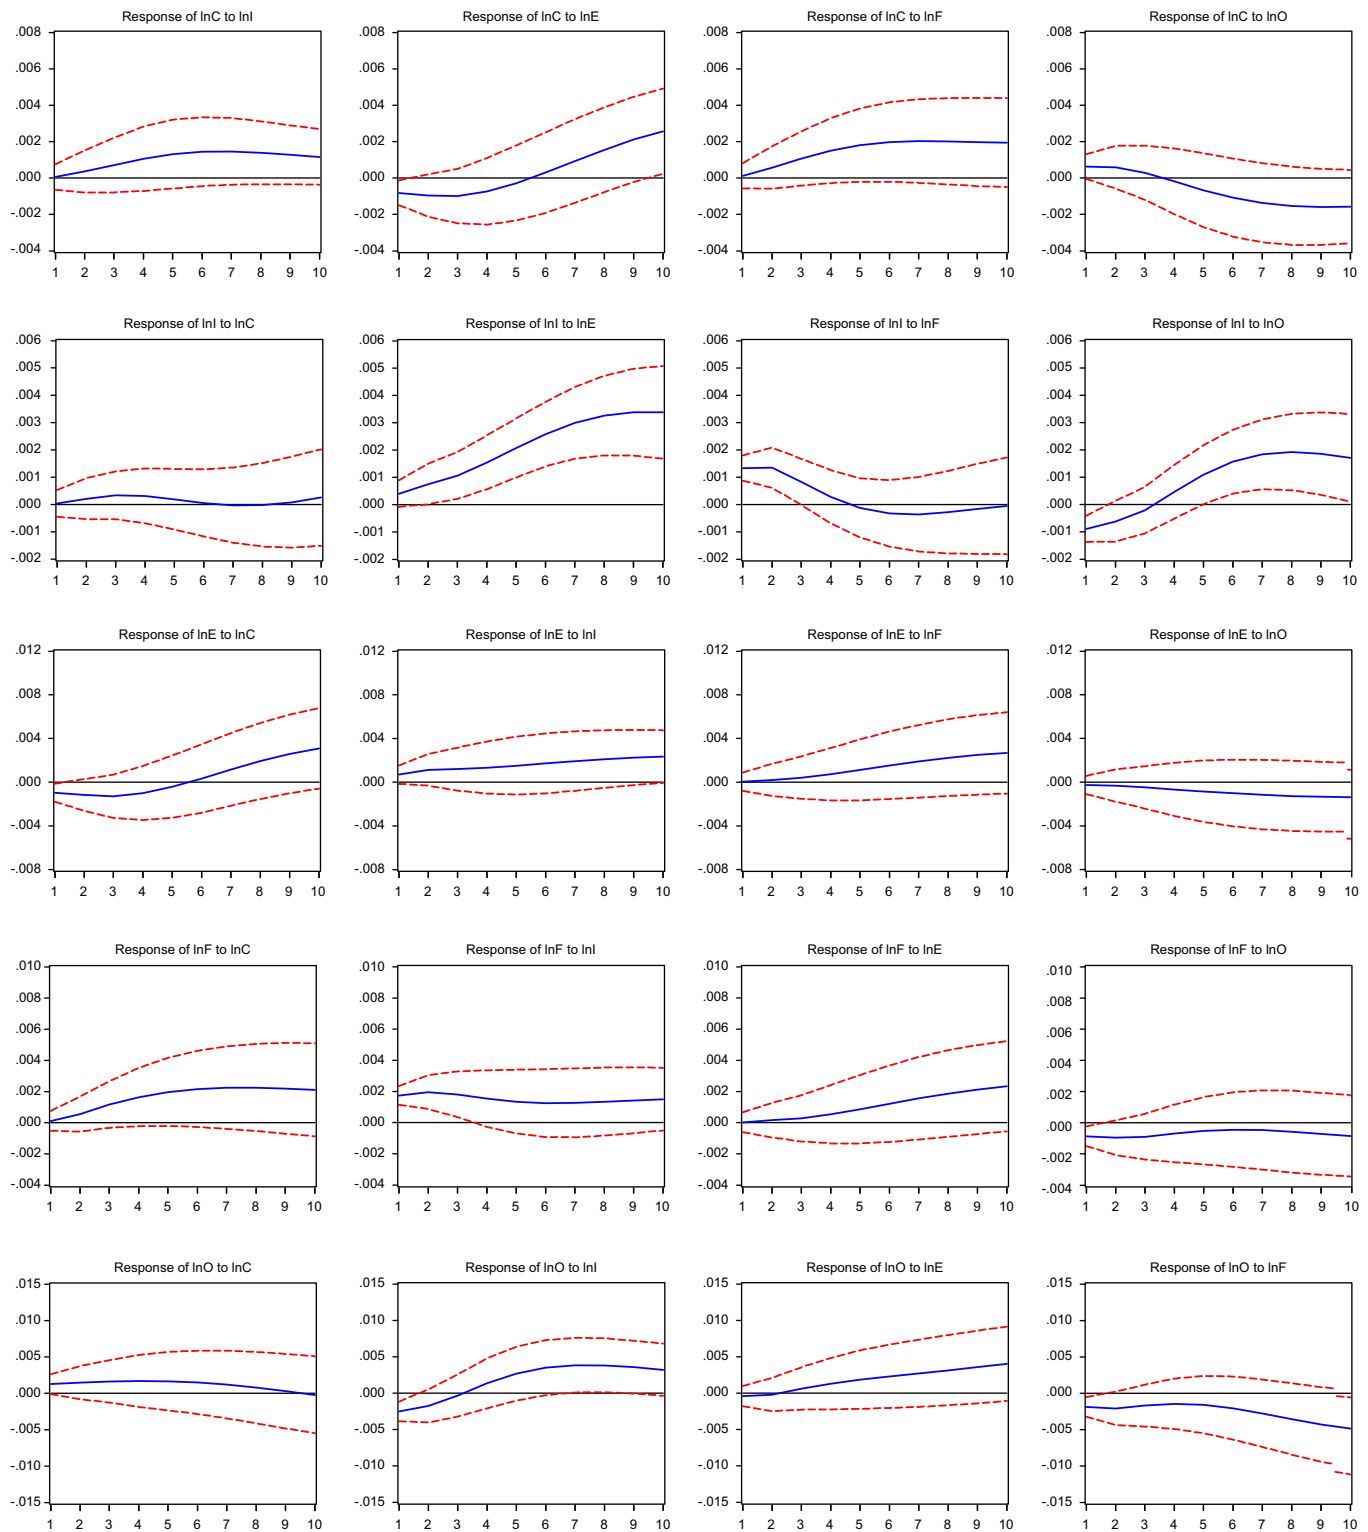 Response of lnC to lnI Response of lnC to lnE Response of lnC to lnF Response of lnC to lnO
.008 .008 .008 .008
.006 .006 .006 .006
.004 .004 .004 .004
.002 .002 .002 .002
.000 .000 .000 .000
-.002 -.002 -.002 -.002
-.004 -.004 -.004 -.004
1 2 3 4 5 6 7 8 9 10 1 2 3 4 5 6 7 8 9 10 1 2 3 4 5 6 7 8 9 10 1 2 3 4 5 6 7 8 9 10
Response of lnI to lnC Response of lnI to lnE Response of lnI to lnF Response of lnI to lnO
.006 .006 .006 .006
.005 .005 .005 .005
.004 .004 .004 .004
.003 .003 .003 .003
.002 .002 .002 .002
.001 .001 .001 .001
.000 .000 .000 .000
-.001 -.001 -.001 -.001
-.002 -.002 -.002 -.002
1 2 3 4 5 6 7 8 9 10 1 2 3 4 5 6 7 8 9 10 1 2 3 4 5 6 7 8 9 10 1 2 3 4 5 6 7 8 9 10
Response of lnE to lnC Response of lnE to lnI Response of lnE to lnF Response of lnE to lnO
.012 .012 .012 .012
.008 .008 .008 .008
.004 .004 .004 .004
.000 .000 .000 .000
-.004 -.004 -.004 -.004
-.008 -.008 -.008 -.008
1 2 3 4 5 6 7 8 9 10 1 2 3 4 5 6 7 8 9 10 1 2 3 4 5 6 7 8 9 10 1 2 3 4 5 6 7 8 9 10
Response of lnF to lnC Response of lnF to lnI Response of lnF to lnE Response of lnF to lnO
.010 .010 .010 .010
.008 .008 .008 .008
.006 .006 .006 .006
.004 .004 .004 .004
.002 .002 .002 .002
.000 .000 .000 .000
-.002 -.002 -.002 -.002
-.004 -.004 -.004 -.004
1 2 3 4 5 6 7 8 9 10 1 2 3 4 5 6 7 8 9 10 1 2 3 4 5 6 7 8 9 10 1 2 3 4 5 6 7 8 9 10
Response of lnO to lnC Response of lnO to lnI Response of lnO to lnE Response of lnO to lnF
.015 .015 .015 .015
.010 .010 .010 .010
.005 .005 .005 .005
.000 .000 .000 .000
-.005 -.005 -.005 -.005
-.010 -.010 -.010 -.010
-.015 -.015 -.015 -.015
1 2 3 4 5 6 7 8 9 10 1 2 3 4 5 6 7 8 9 10 1 2 3 4 5 6 7 8 9 10 1 2 3 4 5 6 7 8 9 10